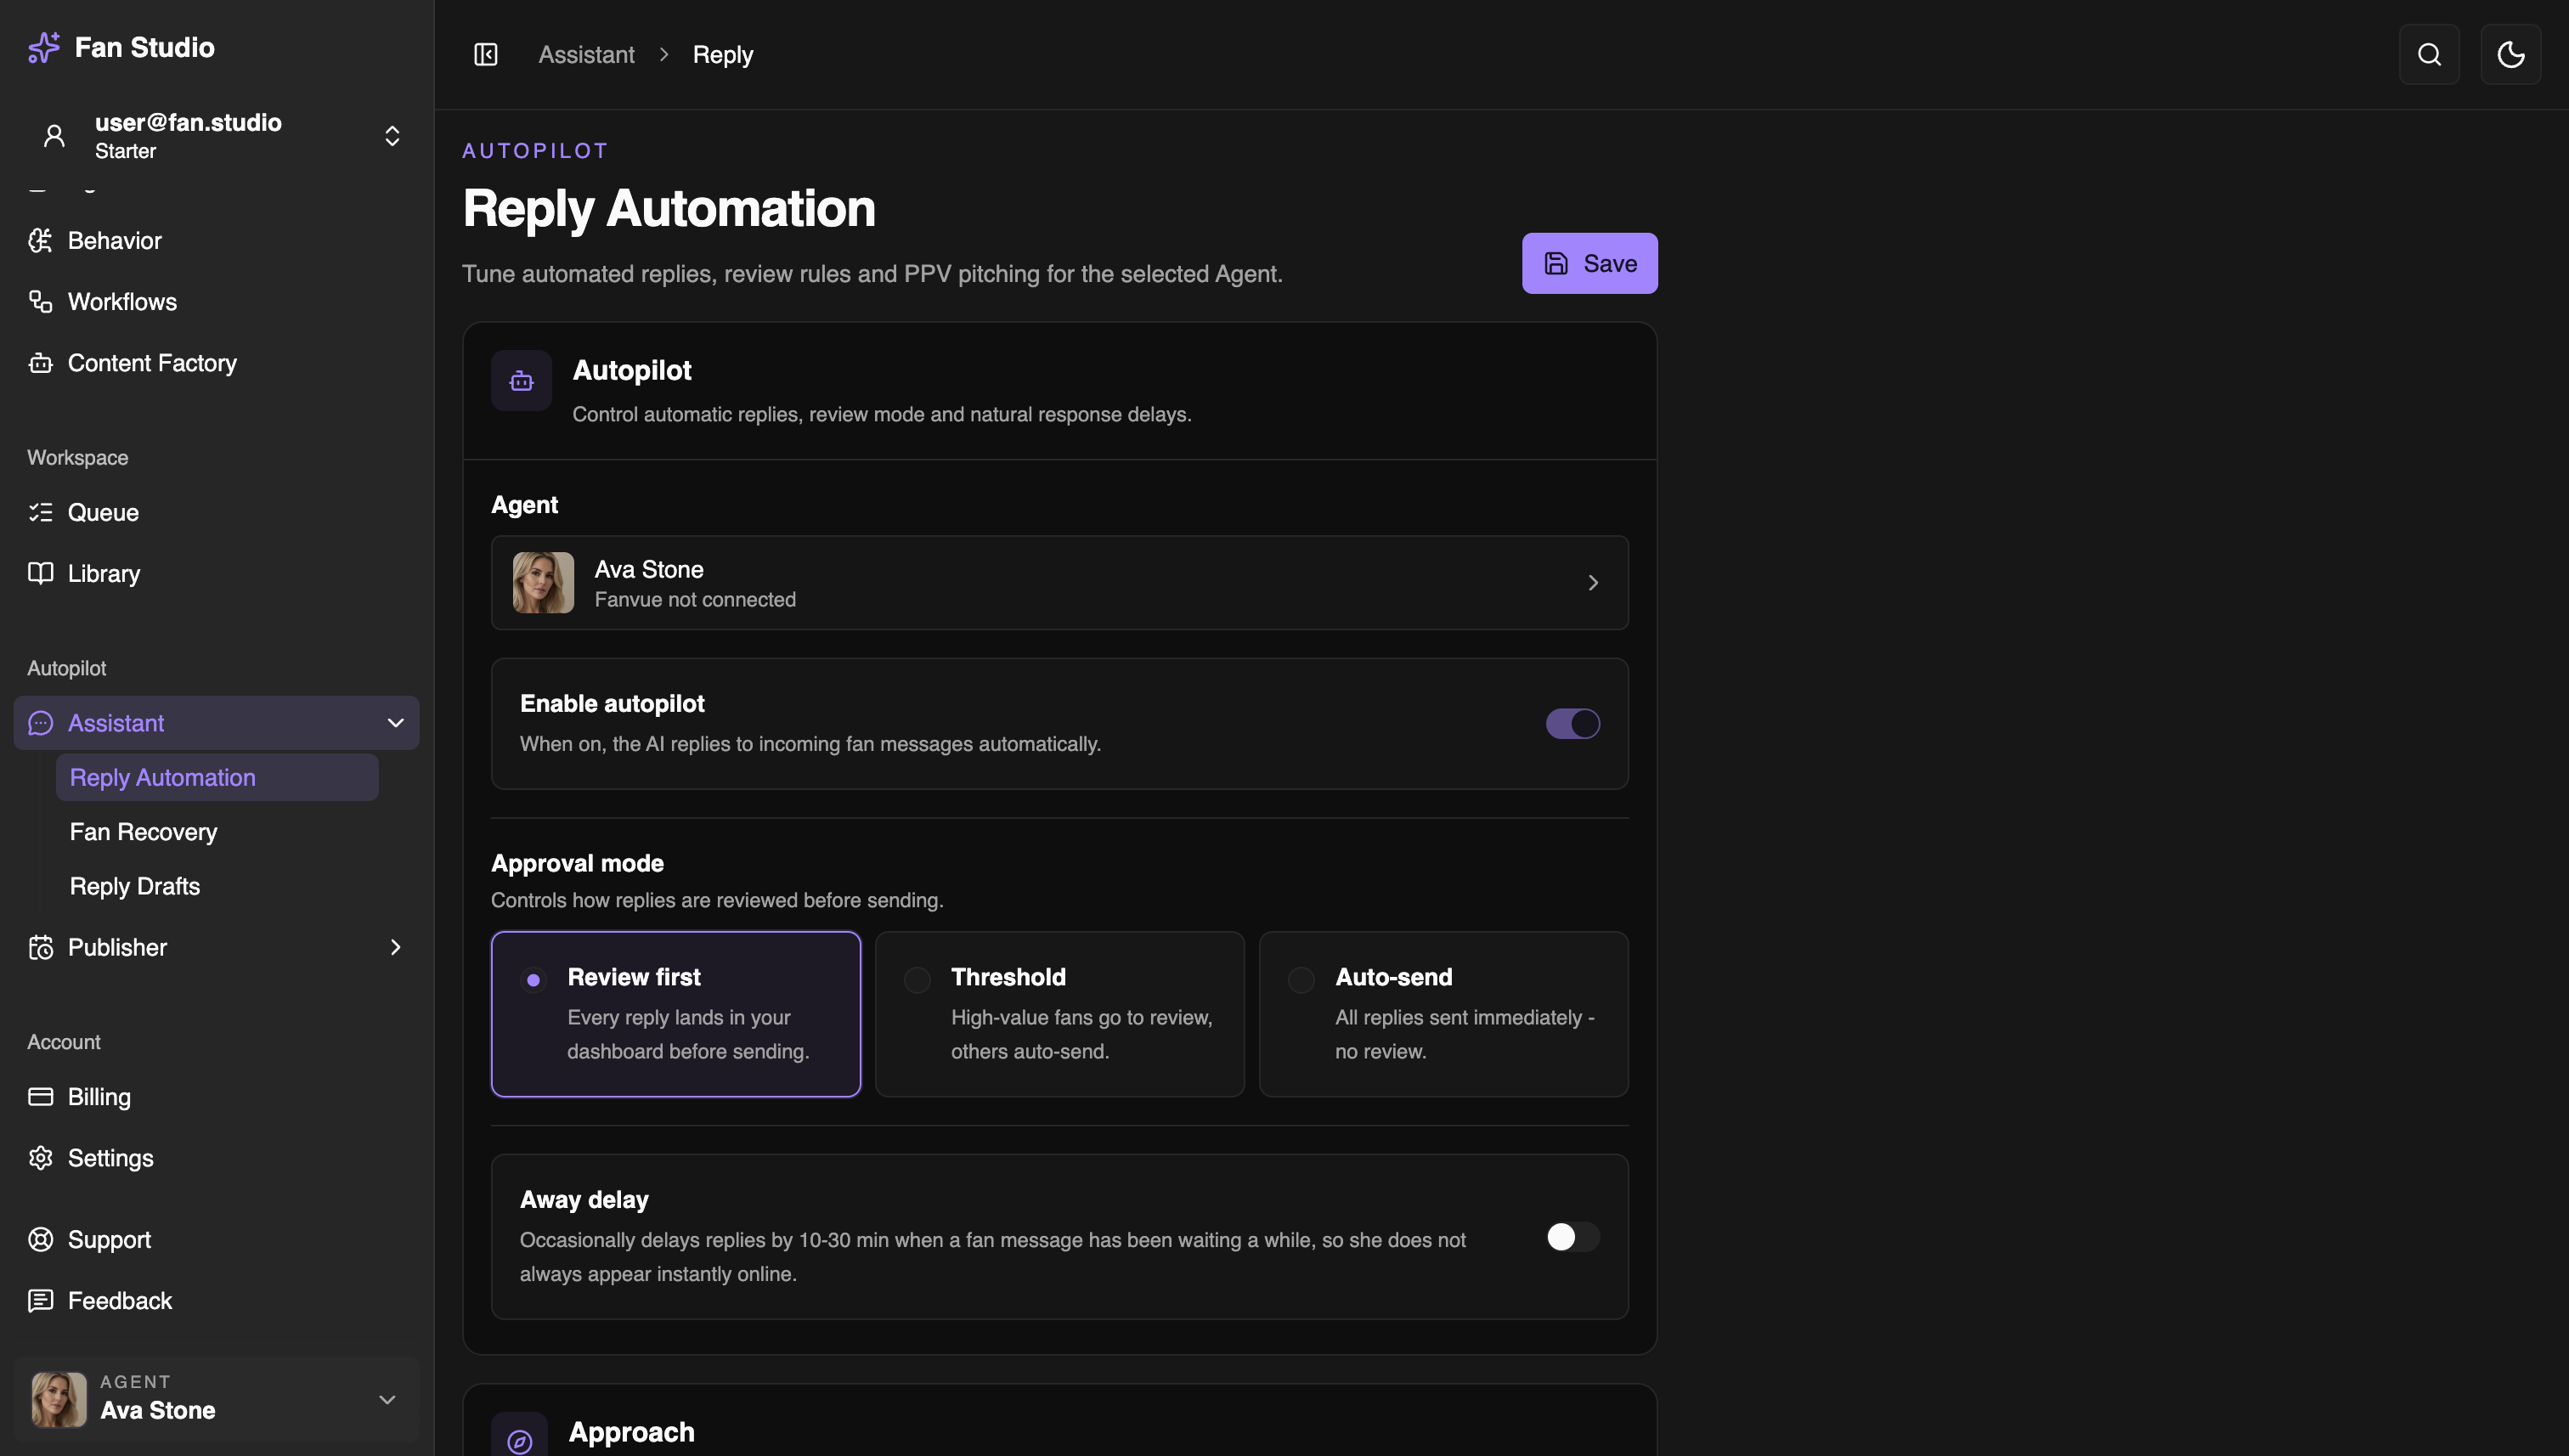 Fan Studio
user@fan.studio
Starter
Behavior
Workflows
Content Factory
Workspace
Queue
Library
Autopilot
Assistant
Reply Automation
Fan Recovery
Reply Drafts
Publisher
Account
Billing
Settings
Support
Feedback
AGENT
Ava Stone
Assistant > Reply
AUTOPILOT
Reply Automation
Tune automated replies, review rules and PPV pitching for the selected Agent.
Save
Autopilot
Control automatic replies, review mode and natural response delays.
Agent
Ava Stone
Fanvue not connected
Enable autopilot
When on, the AI replies to incoming fan messages automatically.
Approval mode
Controls how replies are reviewed before sending.
Review first
Every reply lands in your
dashboard before sending.
Threshold
High-value fans go to review,
others auto-send.
Auto-send
All replies sent immediately -
no review.
Away delay
Occasionally delays replies by 10-30 min when a fan message has been waiting a while, so she does not
always appear instantly online.
Approach